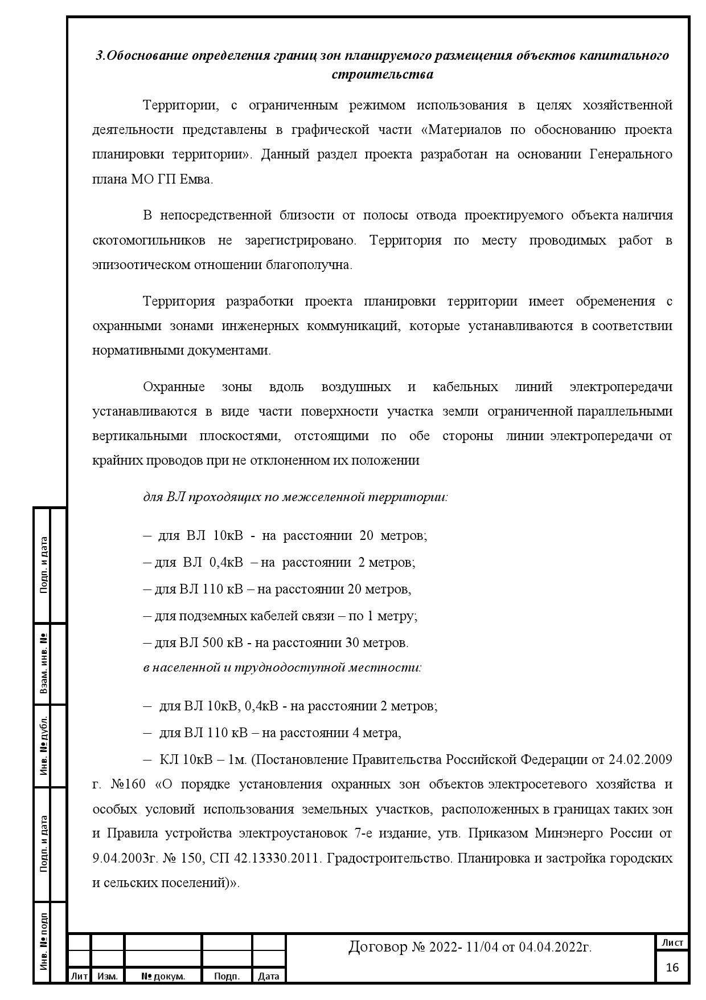 3.Обоснование определения границ зон планируемого размещения объектов капитального
строительства
Территории, с ограниченным режимом использования в целях хозяйственной
деятельности представлены в графической части «Материалов по обоснованию проекта
планировки территории». Данный раздел проекта разработан на основании Генерального
плана МО ГП Емва.
В непосредственной близости от полосы отвода проектируемого объекта наличия
скотомогильников не зарегистрировано. Территория по месту проводимых работ в
эпизоотическом отношении благополучна.
Территория разработки проекта планировки территории имеет обременения с
охранными зонами инженерных коммуникаций, которые устанавливаются в соответствии
нормативными документами.
Охранные зоны вдоль воздушных и кабельных линий электропередачи
устанавливаются в виде части поверхности участка земли ограниченной параллельными
вертикальными плоскостями, отстоящими по обе стороны линии электропередачи от
крайних проводов при не отклоненном их положении
для ВЛ проходящих по межселенной территории:
– для ВЛ 10кВ - на расстоянии 20 метров;
– для ВЛ 0,4кВ – на расстоянии 2 метров;
– для ВЛ 110 кВ – на расстоянии 20 метров,
– для подземных кабелей связи – по 1 метру;
– для ВЛ 500 кВ - на расстоянии 30 метров.
в населенной и труднодоступной местности:
– для ВЛ 10кВ, 0,4кВ - на расстоянии 2 метров;
– для ВЛ 110 кВ – на расстоянии 4 метра,
– КЛ 10кВ – 1м. (Постановление Правительства Российской Федерации от 24.02.2009
г. №160 «О порядке установления охранных зон объектов электросетевого хозяйства и
особых условий использования земельных участков, расположенных в границах таких зон
и Правила устройства электроустановок 7-е издание, утв. Приказом Минэнерго России от
9.04.2003г. № 150, СП 42.13330.2011. Градостроительство. Планировка и застройка городских
и сельских поселений)».
Подп. и дата
Взам. инв. №
Инв. № дубл.
Подп. и дата
Инв. № подп
Договор № 2022- 11/04 от 04.04.2022г.
Лист
16
Лит Изм. № докум. Подп. Дата